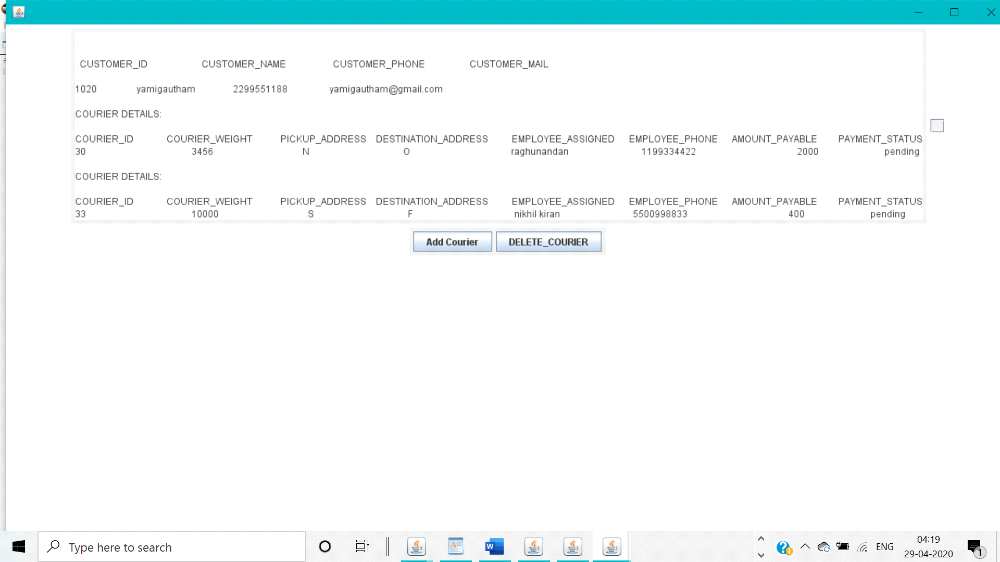 CUSTOMER_ID CUSTOMER_NAME CUSTOMER_PHONE CUSTOMER_MAIL
1020 yamigautham 2299551188 yamigautham@gmail.com
COURIER DETAILS:
COURIER_ID COURIER_WEIGHT PICKUP_ADDRESS DESTINATION_ADDRESS EMPLOYEE_ASSIGNED EMPLOYEE_PHONE AMOUNT_PAYABLE PAYMENT_STATUS
30 3456 N O raghunandan 1199334422 2000 pending
COURIER DETAILS:
COURIER_ID COURIER_WEIGHT PICKUP_ADDRESS DESTINATION_ADDRESS EMPLOYEE_ASSIGNED EMPLOYEE_PHONE AMOUNT_PAYABLE PAYMENT_STATUS
33 10000 S F nikhil kiran 5500998833 400 pending
Add Courier DELETE_COURIER
Type here to search
ENG
04:19
29-04-2020
1